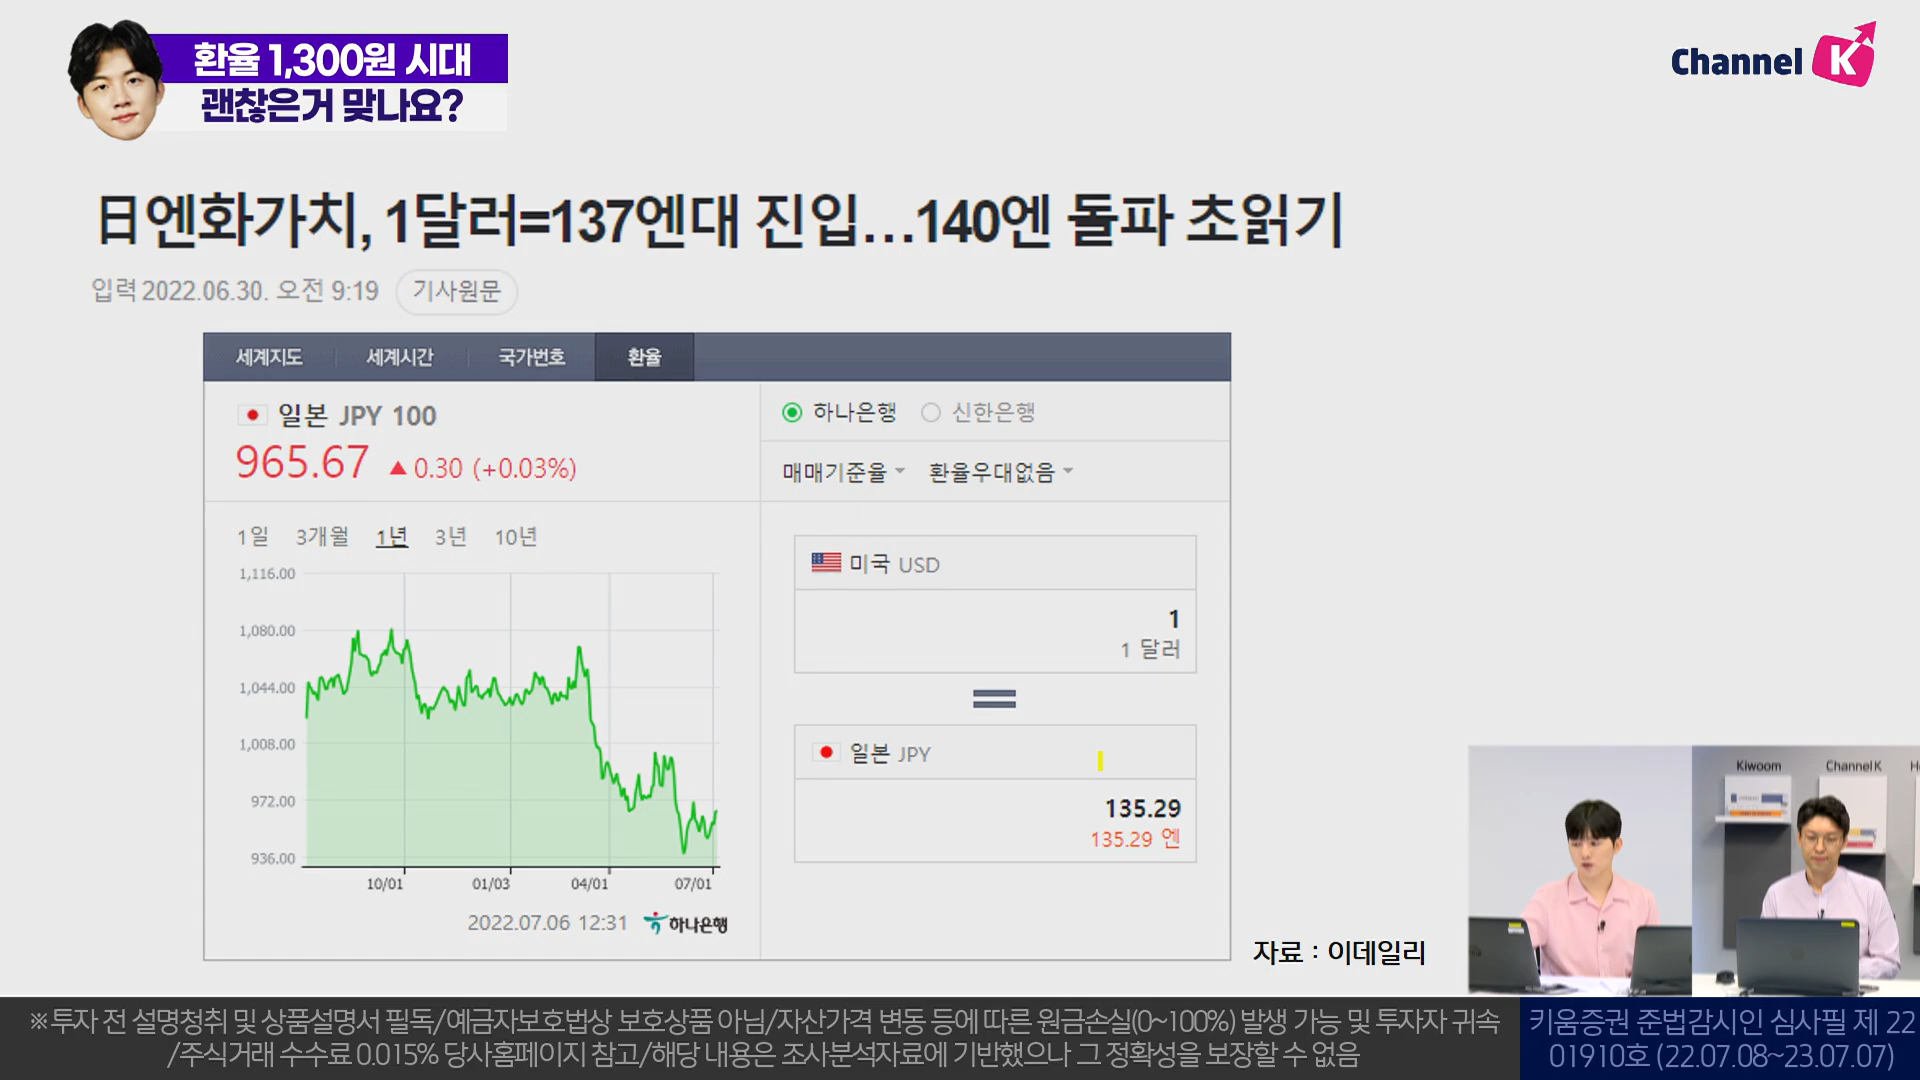 환율 1,300원 시대
괜찮은거 맞나요?
Channel K
日엔화가치, 1달러=137엔대 진입...140엔 돌파 초읽기
입력 2022.06.30. 오전 9:19 기사원문
세계지도 세계시간 국가번호 환율
일본 JPY 100
965.67 ▲ 0.30 (+0.03%)
하나은행 신한은행
매매기준율 환율우대없음
1일 3개월 1년 3년 10년
1,116.00
1,080.00
1,044.00
1,008.00
972.00
936.00
10/01 01/03 04/01 07/01
2022.07.06 12:31 하나은행
미국 USD
1
1 달러
=
일본 JPY
135.29
135.29 엔
자료 : 이데일리
Kiwoom Channel K
※투자 전 설명청취 및 상품설명서 필독/예금자보호법상 보호상품 아님/자산가격 변동 등에 따른 원금손실(0~100%) 발생 가능 및 투자자 귀속
/주식거래 수수료 0.015% 당사홈페이지 참고/해당 내용은 조사분석자료에 기반했으나 그 정확성을 보장할 수 없음
키움증권 준법감시인 심사필 제 22
01910호 (22.07.08~23.07.07)